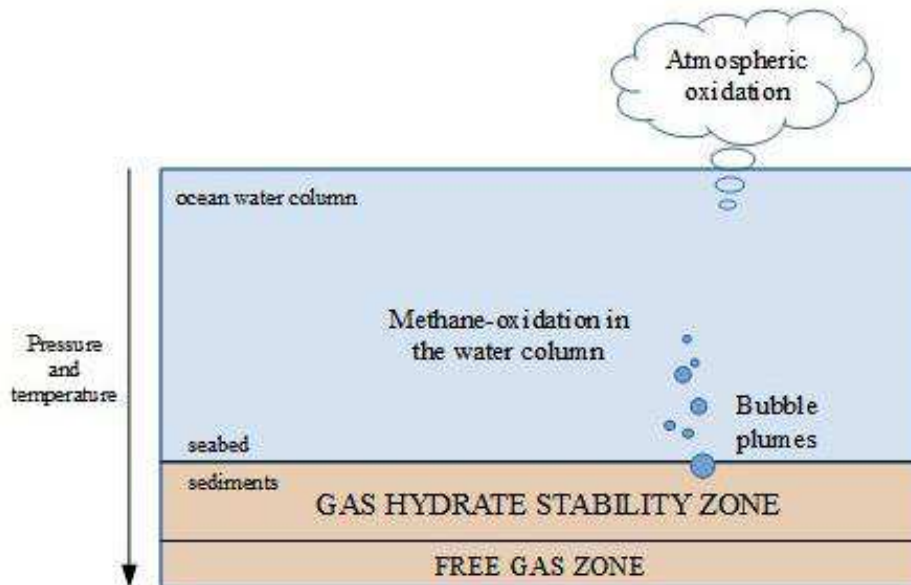 Atmospheric
oxidation
ocean water column
Methane-oxidation in
the water column
Pressure
and
temperature
Bubble
plumes
seabed
sediments
GAS HYDRATE STABILITY ZONE
FREE GAS ZONE